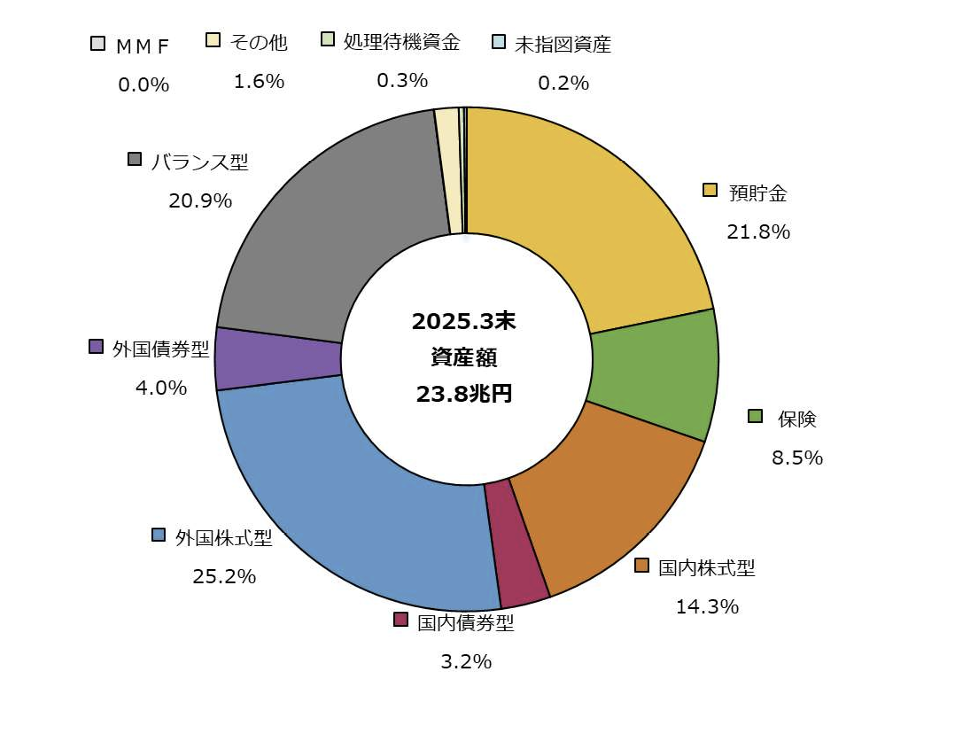 ＭＭＦ
0.0%
その他
1.6%
処理待機資金
0.3%
未指図資産
0.2%
バランス型
20.9%
預貯金
21.8%
2025.3末
資産額
23.8兆円
外国債券型
4.0%
保険
8.5%
外国株式型
25.2%
国内株式型
14.3%
国内債券型
3.2%